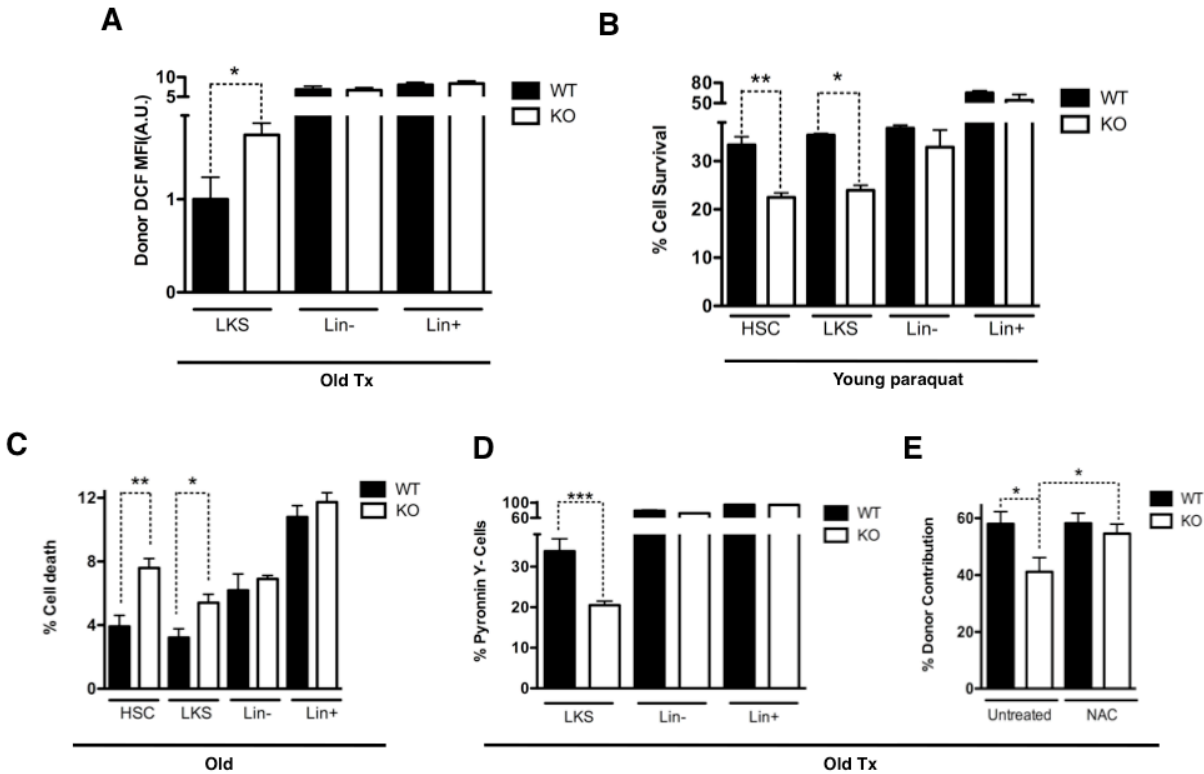 A
Donor DCF MFI(A.U.)
10
5
1
0
*
WT
KO
LKS Lin- Lin+
Old Tx
B
% Cell Survival
80
50
30
20
10
0
** *
WT
KO
HSC LKS Lin- Lin+
Young paraquat
C
% Cell death
12
8
4
0
** *
WT
KO
HSC LKS Lin- Lin+
Old
D
% Pyronnin Y- Cells
100
60
30
20
10
0
***
WT
KO
LKS Lin- Lin+
E
% Donor Contribution
60
40
20
0
* *
WT
KO
Untreated NAC
Old Tx